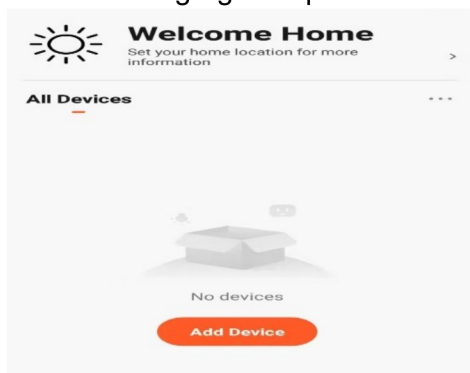 Welcome Home
Set your home location for more
information
>
All Devices
...
No devices
Add Device